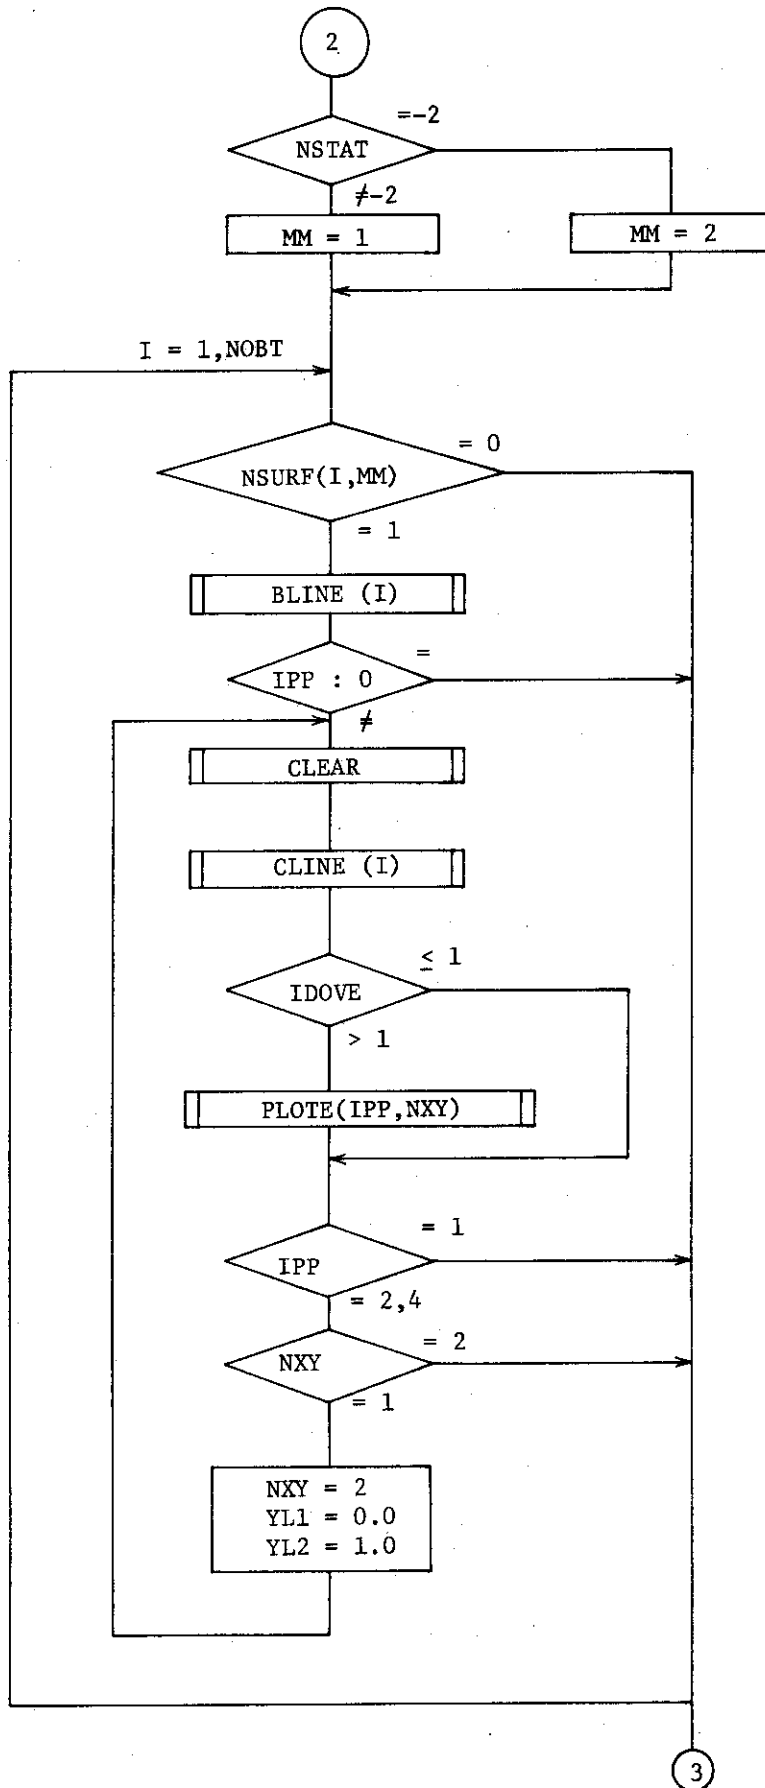 2
=-2
NSTAT
≠-2
MM = 1
MM = 2
I = 1,NOBT
= 0
NSURF(I,MM)
= 1
BLINE (I)
=
IPP : 0
≠
CLEAR
CLINE (I)
≤ 1
IDOVE
> 1
PLOTE(IPP,NXY)
= 1
IPP
= 2,4
= 2
NXY
= 1
NXY = 2
YL1 = 0.0
YL2 = 1.0
3